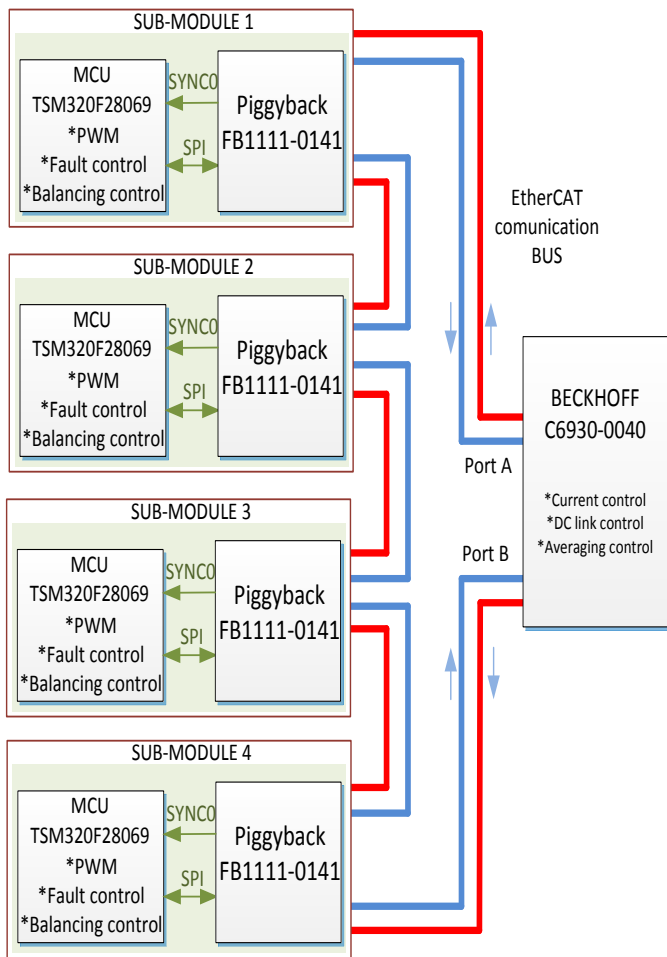 SUB-MODULE 1
MCU
TSM320F28069
*PWM
*Fault control
*Balancing control
SYNC0
SPI
Piggyback
FB1111-0141
SUB-MODULE 2
MCU
TSM320F28069
*PWM
*Fault control
*Balancing control
SYNC0
SPI
Piggyback
FB1111-0141
SUB-MODULE 3
MCU
TSM320F28069
*PWM
*Fault control
*Balancing control
SYNC0
SPI
Piggyback
FB1111-0141
SUB-MODULE 4
MCU
TSM320F28069
*PWM
*Fault control
*Balancing control
SYNC0
SPI
Piggyback
FB1111-0141
EtherCAT
comunication
BUS
Port A
Port B
BECKHOFF
C6930-0040
*Current control
*DC link control
*Averaging control